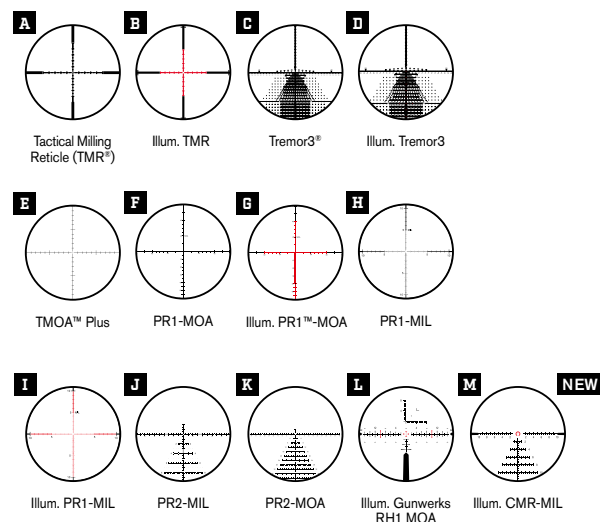 A B C D
Tactical Milling Reticle (TMR®)
Illum. TMR
Tremor3®
Illum. Tremor3
E F G H
TMOA™ Plus
PR1-MOA
Illum. PR1™-MOA
PR1-MIL
I J K L M NEW
Illum. PR1-MIL
PR2-MIL
PR2-MOA
Illum. Gunwerks
RH1 MOA
Illum. CMR-MIL